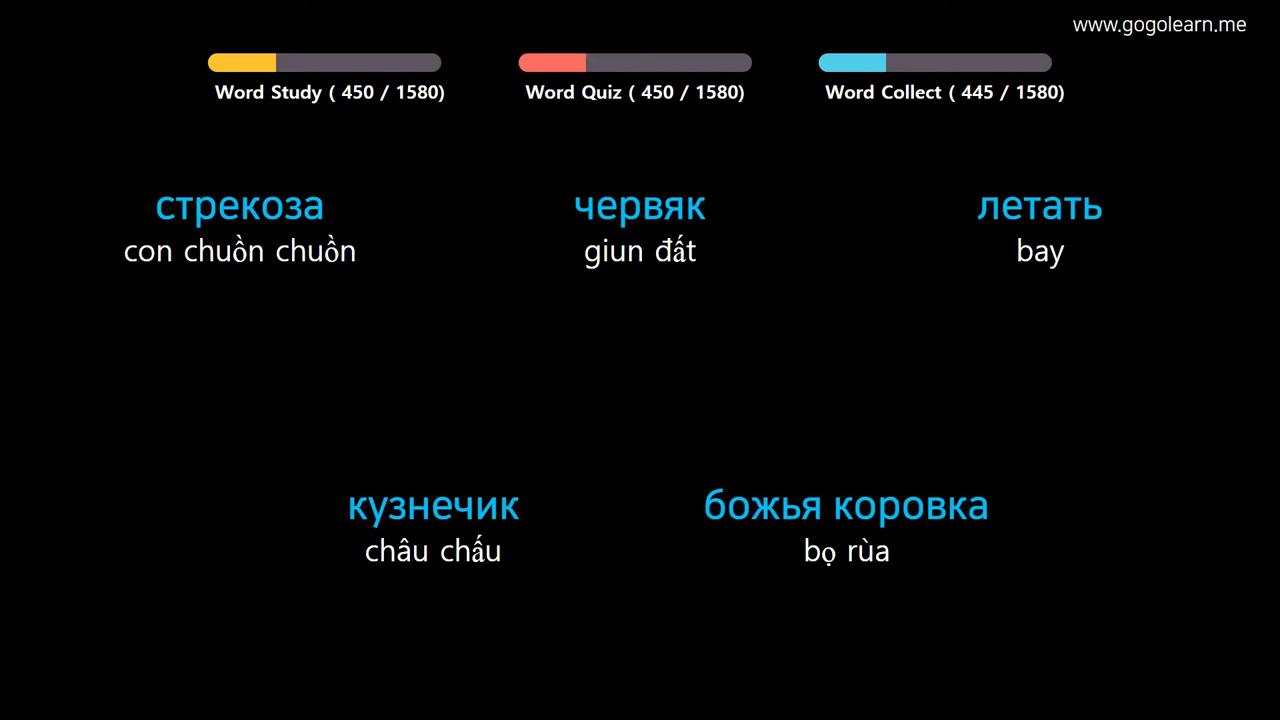 www.gogolearn.me
Word Study ( 450 / 1580)
Word Quiz ( 450 / 1580)
Word Collect ( 445 / 1580)
стрекоза
con chuồn chuồn
червяк
giun đất
летать
bay
кузнечик
châu chấu
божья коровка
bọ rùa